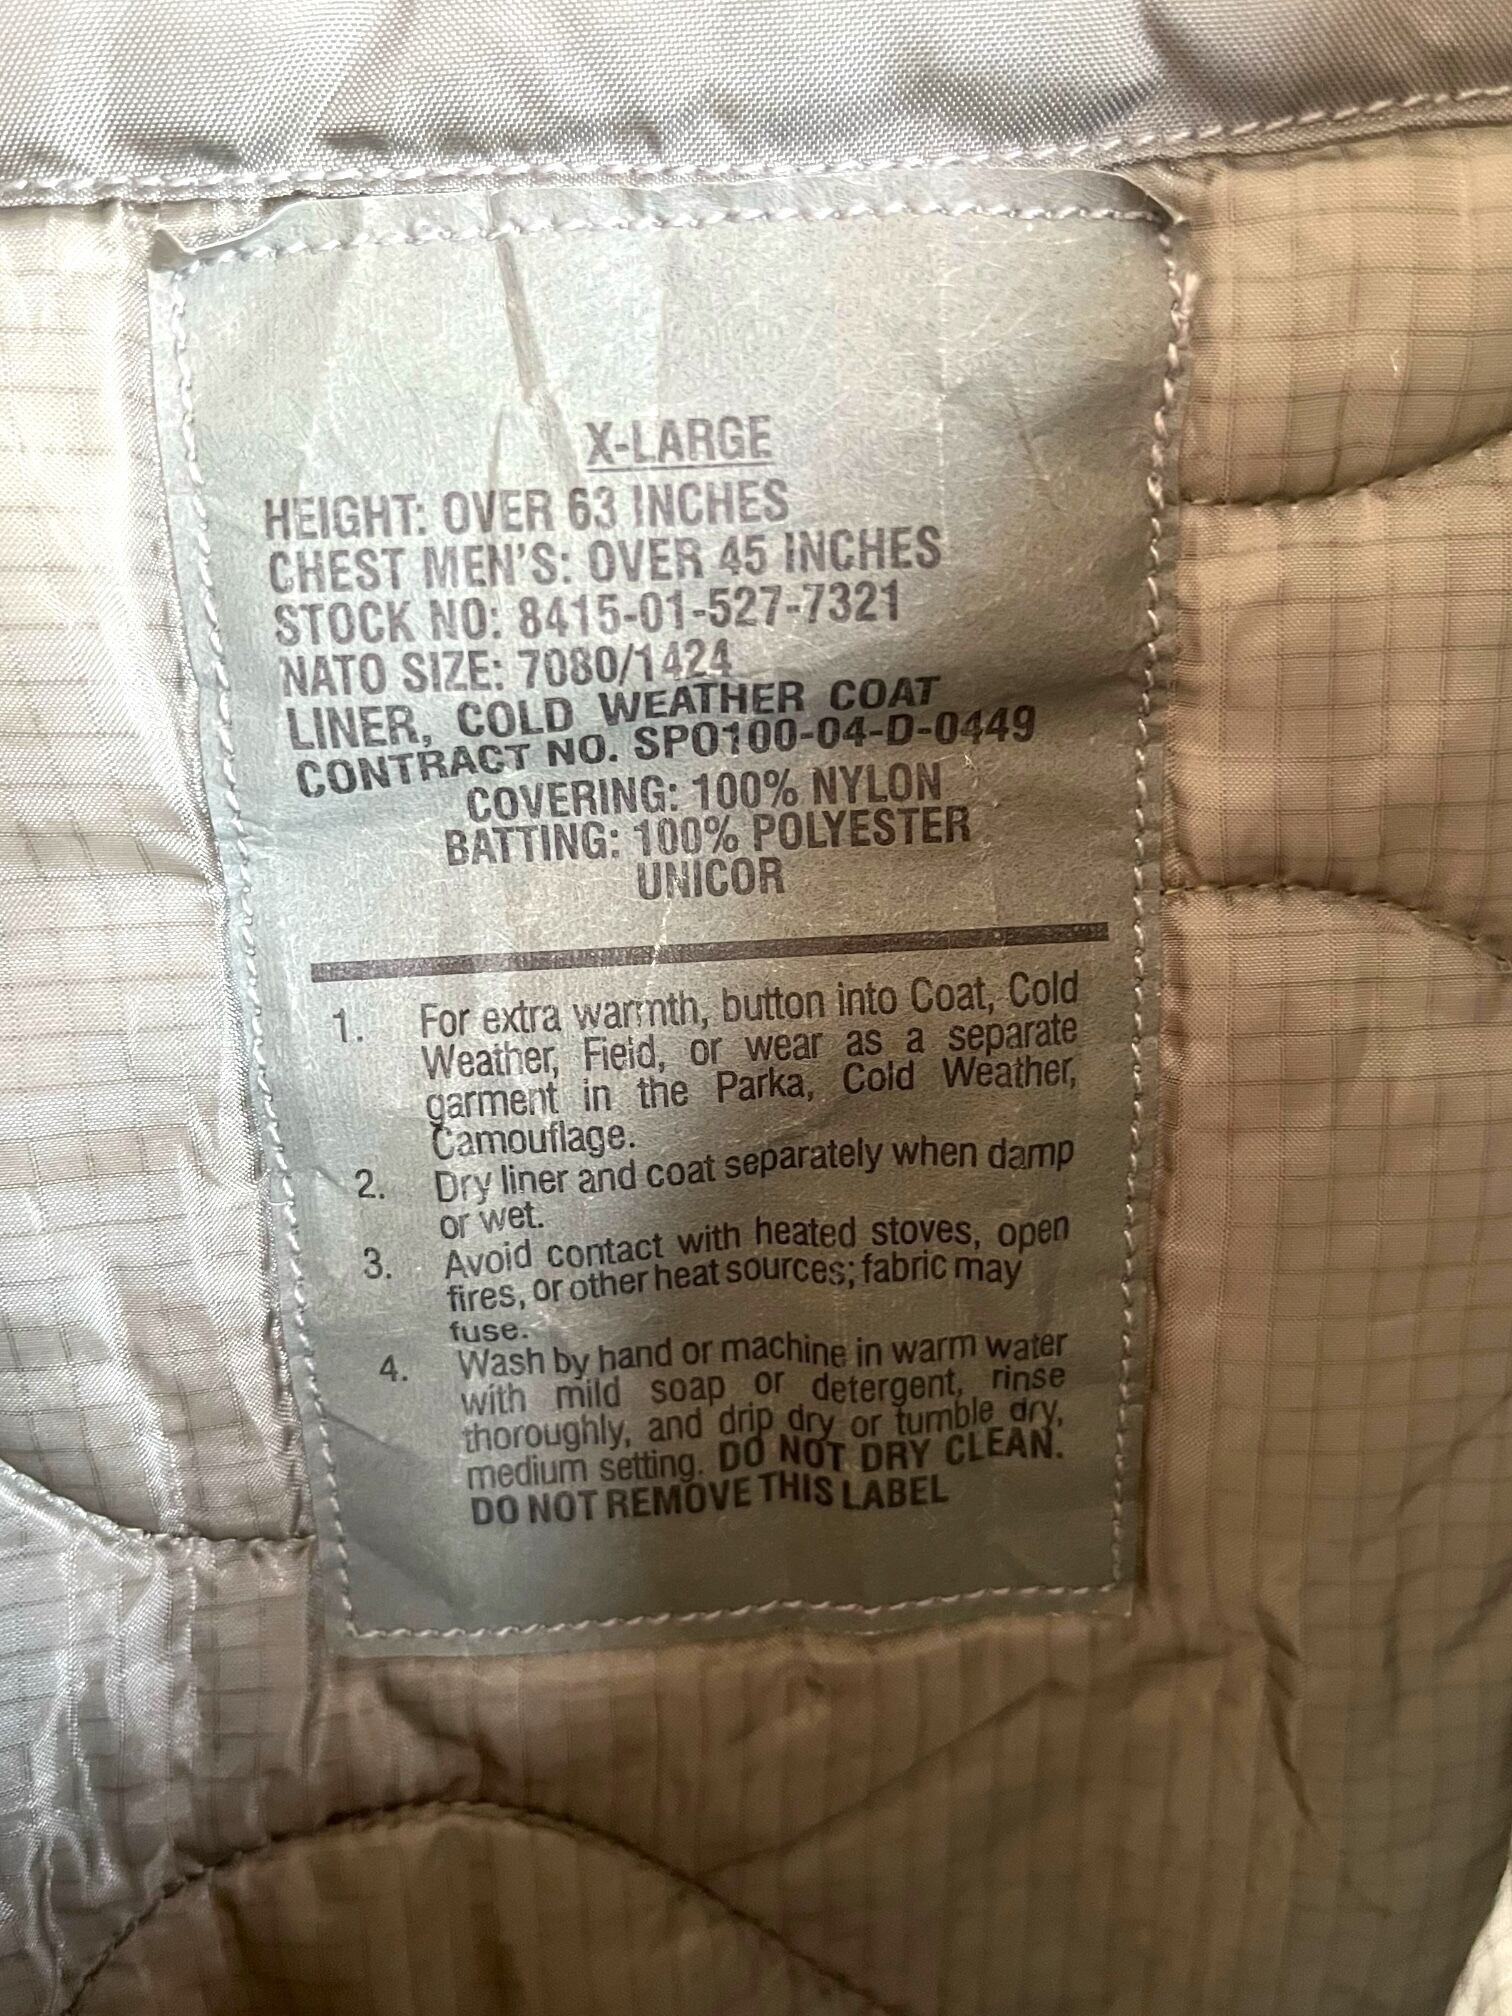 X-LARGE
HEIGHT: OVER 63 INCHES
CHEST MEN'S: OVER 45 INCHES
STOCK NO: 8415-01-527-7321
NATO SIZE: 7080/1424
LINER, COLD WEATHER COAT
CONTRACT NO. SPO100-04-D-0449
COVERING: 100% NYLON
BATTING: 100% POLYESTER
UNICOR
1. For extra warmth, button into Coat, Cold
Weather, Field, or wear as a separate
garment in the Parka, Cold Weather,
Camouflage.
2. Dry liner and coat separately when damp
or wet.
3. Avoid contact with heated stoves, open
fires, or other heat sources; fabric may
fuse.
4. Wash by hand or machine in warm water
with mild soap or detergent, rinse
thoroughly, and drip dry or tumble dry,
medium setting. DO NOT DRY CLEAN.
DO NOT REMOVE THIS LABEL